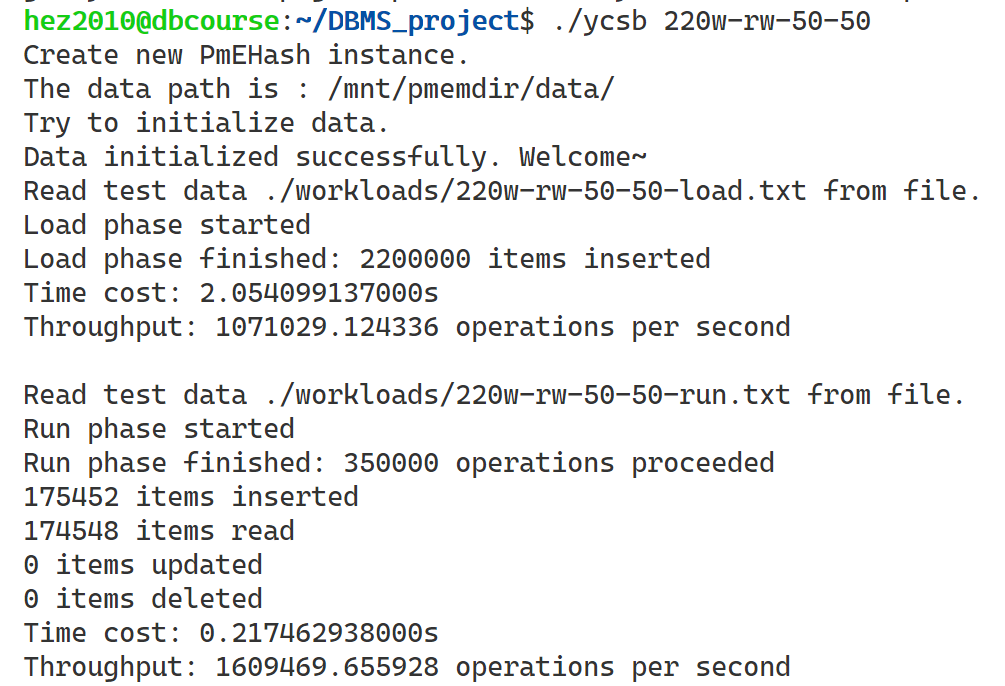 hez2010@dbcourse:~/DBMS_project$ ./ycsb 220w-rw-50-50
Create new PmEHash instance.
The data path is : /mnt/pmemdir/data/
Try to initialize data.
Data initialized successfully. Welcome~
Read test data ./workloads/220w-rw-50-50-load.txt from file.
Load phase started
Load phase finished: 2200000 items inserted
Time cost: 2.054099137000s
Throughput: 1071029.124336 operations per second
Read test data ./workloads/220w-rw-50-50-run.txt from file.
Run phase started
Run phase finished: 350000 operations proceeded
175452 items inserted
174548 items read
0 items updated
0 items deleted
Time cost: 0.217462938000s
Throughput: 1609469.655928 operations per second